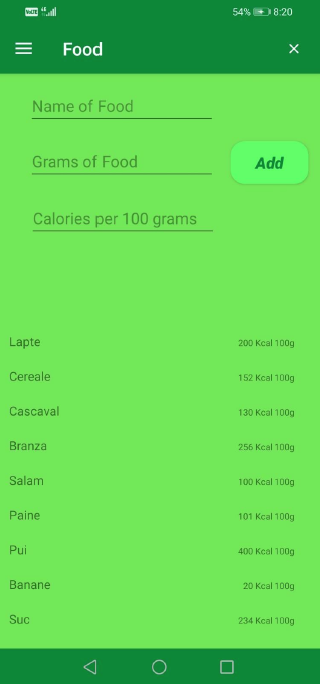 VoLTE 54% 8:20
Food
Name of Food
Grams of Food
Add
Calories per 100 grams
Lapte 200 Kcal 100g
Cereale 152 Kcal 100g
Cascaval 130 Kcal 100g
Branza 256 Kcal 100g
Salam 100 Kcal 100g
Paine 101 Kcal 100g
Pui 400 Kcal 100g
Banane 20 Kcal 100g
Suc 234 Kcal 100g